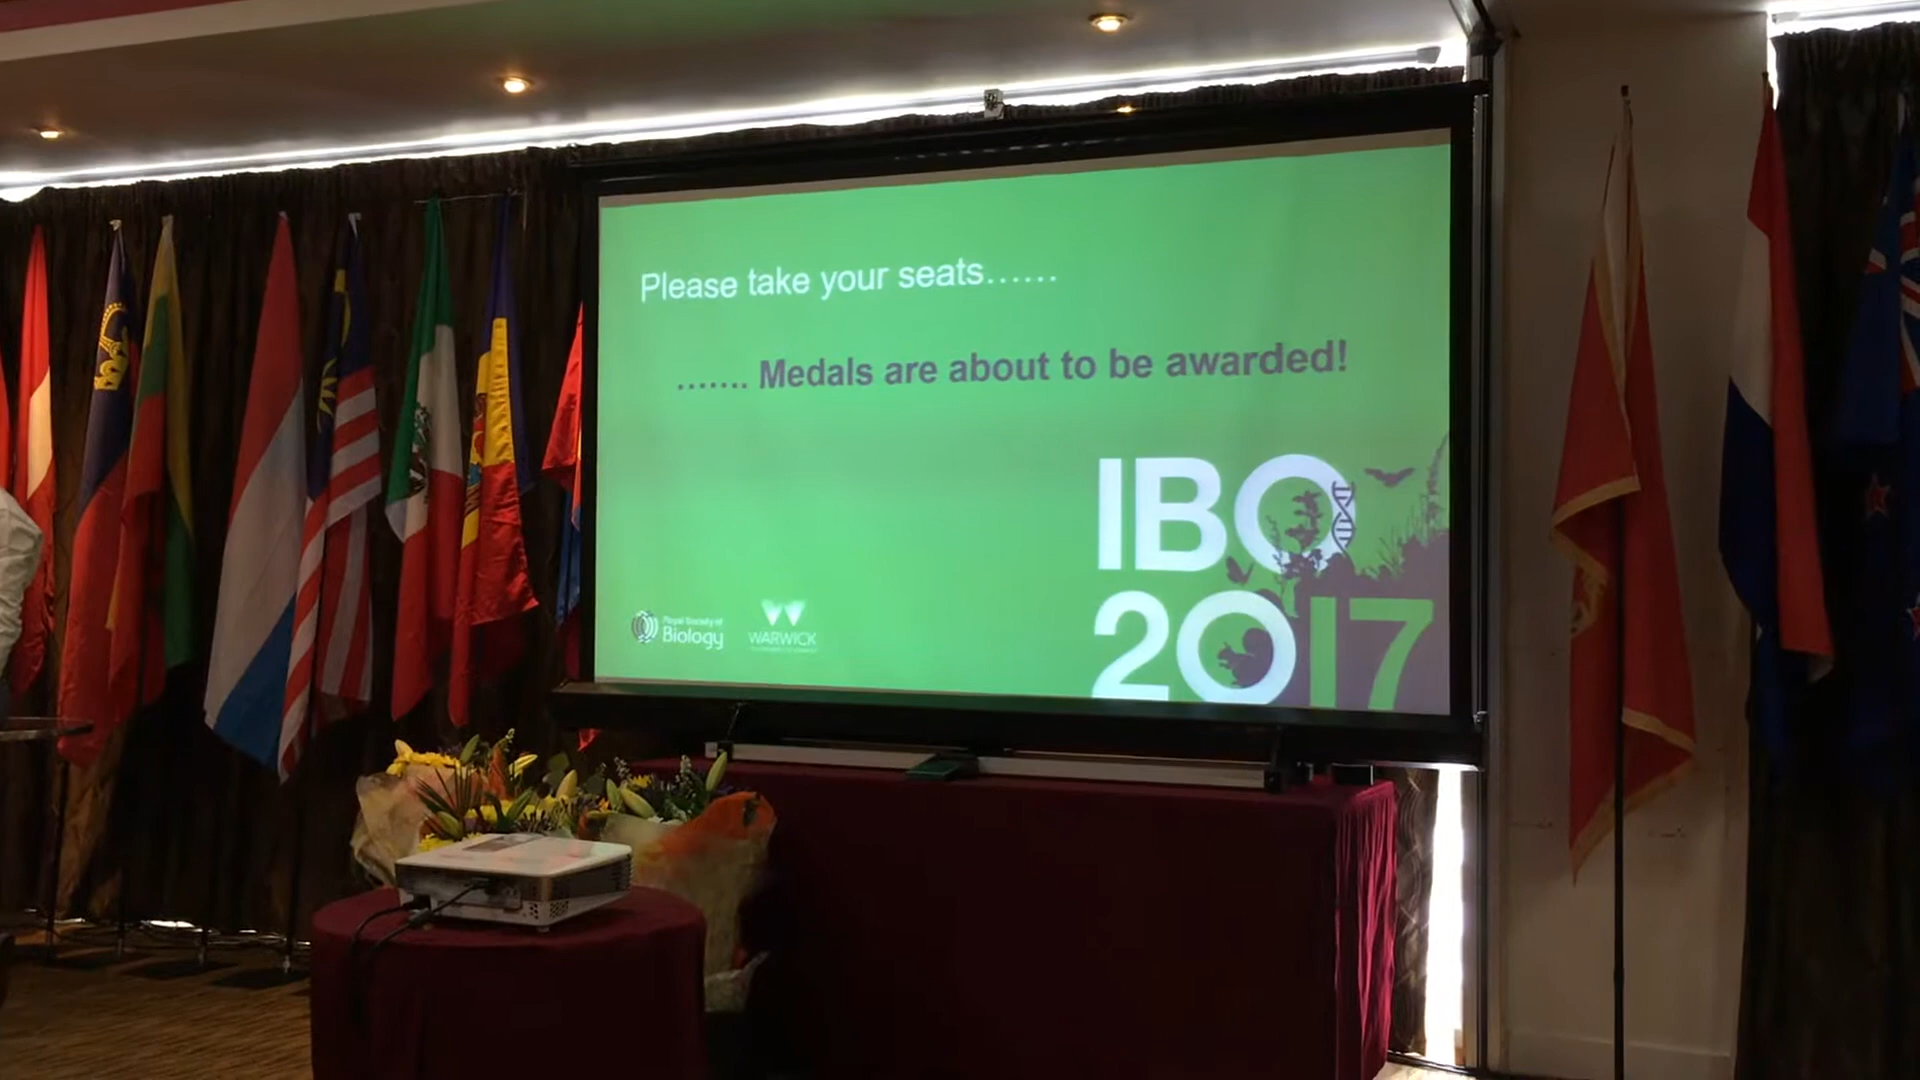 Please take your seats......
....... Medals are about to be awarded!
IBO
2017
Royal Society of
Biology
WARWICK